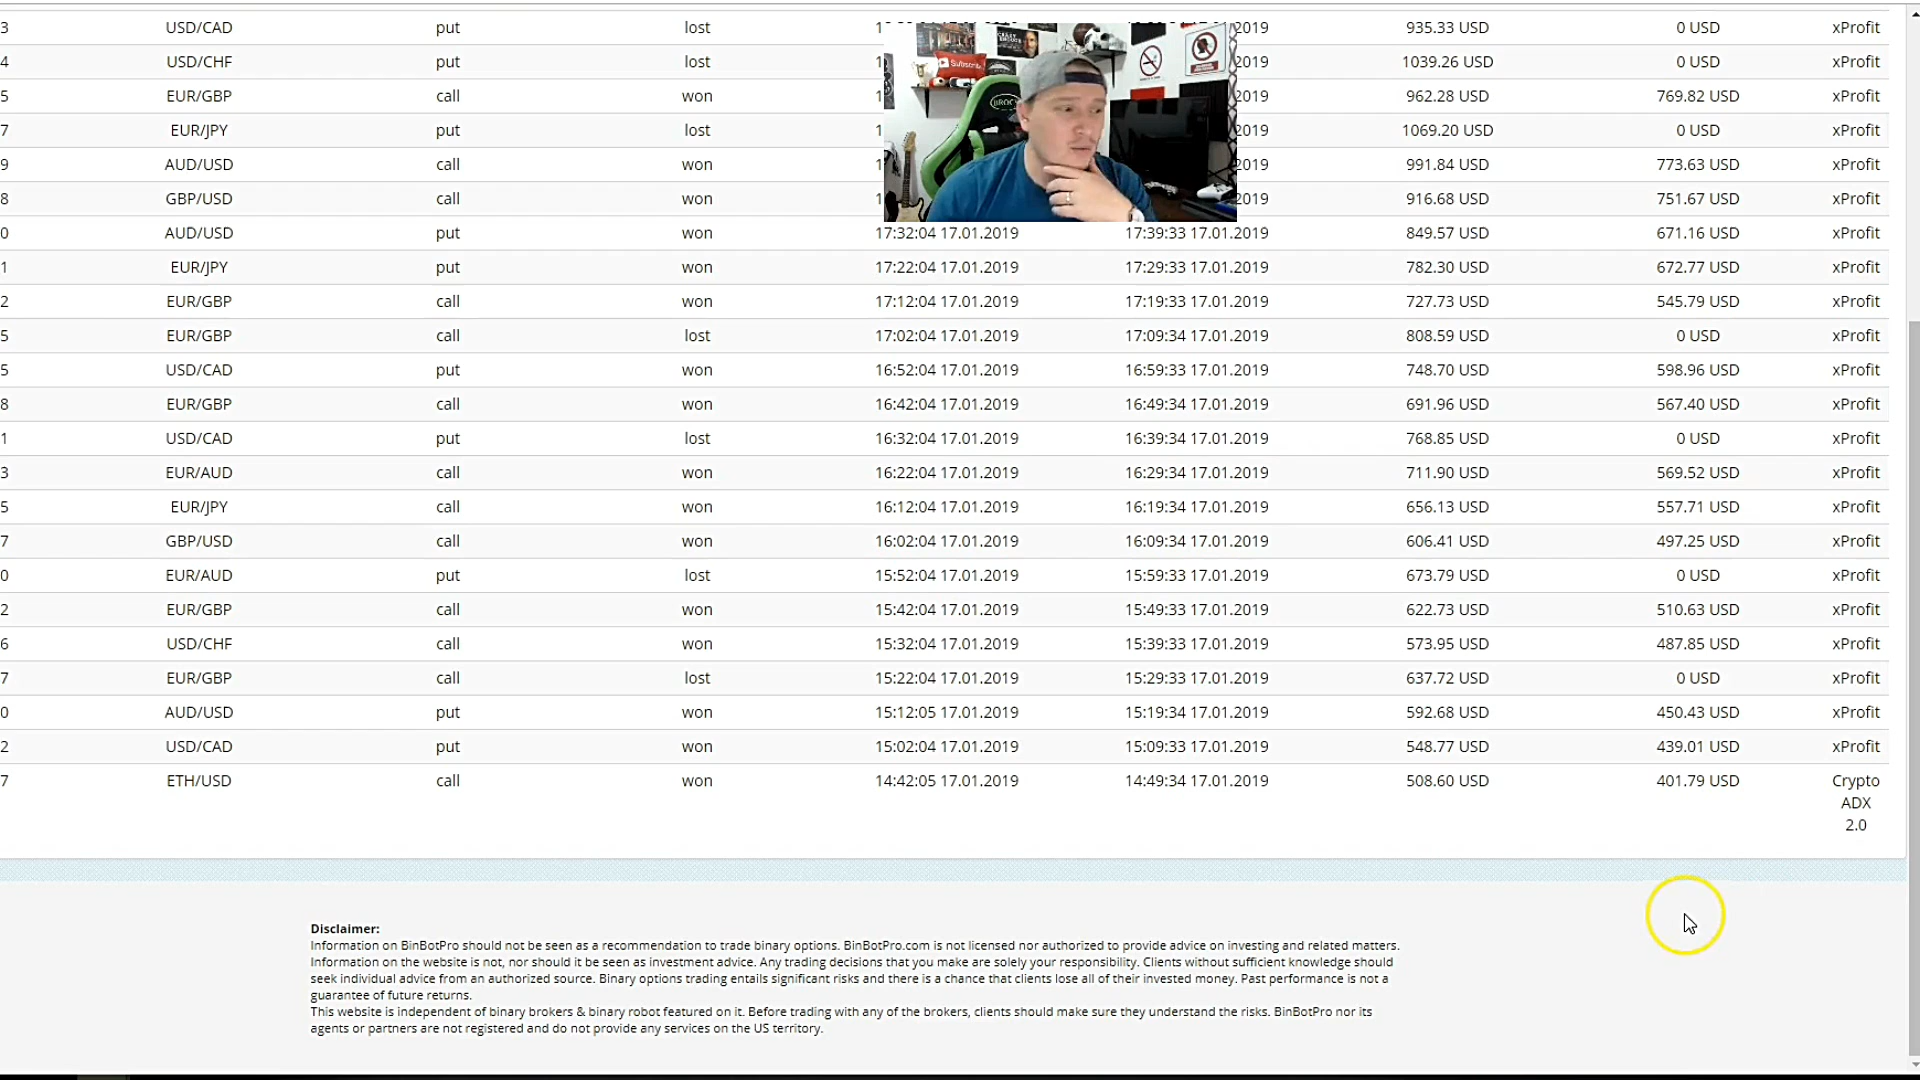 3 USD/CAD put lost 2019 935.33 USD 0 USD xProfit
4 USD/CHF put lost 2019 1039.26 USD 0 USD xProfit
5 EUR/GBP call won 2019 962.28 USD 769.82 USD xProfit
7 EUR/JPY put lost 2019 1069.20 USD 0 USD xProfit
9 AUD/USD call won 2019 991.84 USD 773.63 USD xProfit
8 GBP/USD call won 2019 916.68 USD 751.67 USD xProfit
Subscribe
0 AUD/USD put won 17:32:04 17.01.2019 17:39:33 17.01.2019 849.57 USD 671.16 USD xProfit
1 EUR/JPY put won 17:22:04 17.01.2019 17:29:33 17.01.2019 782.30 USD 672.77 USD xProfit
2 EUR/GBP call won 17:12:04 17.01.2019 17:19:33 17.01.2019 727.73 USD 545.79 USD xProfit
5 EUR/GBP call lost 17:02:04 17.01.2019 17:09:34 17.01.2019 808.59 USD 0 USD xProfit
5 USD/CAD put won 16:52:04 17.01.2019 16:59:33 17.01.2019 748.70 USD 598.96 USD xProfit
8 EUR/GBP call won 16:42:04 17.01.2019 16:49:34 17.01.2019 691.96 USD 567.40 USD xProfit
1 USD/CAD put lost 16:32:04 17.01.2019 16:39:34 17.01.2019 768.85 USD 0 USD xProfit
3 EUR/AUD call won 16:22:04 17.01.2019 16:29:34 17.01.2019 711.90 USD 569.52 USD xProfit
5 EUR/JPY call won 16:12:04 17.01.2019 16:19:34 17.01.2019 656.13 USD 557.71 USD xProfit
7 GBP/USD call won 16:02:04 17.01.2019 16:09:34 17.01.2019 606.41 USD 497.25 USD xProfit
0 EUR/AUD put lost 15:52:04 17.01.2019 15:59:33 17.01.2019 673.79 USD 0 USD xProfit
2 EUR/GBP call won 15:42:04 17.01.2019 15:49:33 17.01.2019 622.73 USD 510.63 USD xProfit
6 USD/CHF call won 15:32:04 17.01.2019 15:39:33 17.01.2019 573.95 USD 487.85 USD xProfit
7 EUR/GBP call lost 15:22:04 17.01.2019 15:29:33 17.01.2019 637.72 USD 0 USD xProfit
0 AUD/USD put won 15:12:05 17.01.2019 15:19:34 17.01.2019 592.68 USD 450.43 USD xProfit
2 USD/CAD put won 15:02:04 17.01.2019 15:09:33 17.01.2019 548.77 USD 439.01 USD xProfit
7 ETH/USD call won 14:42:05 17.01.2019 14:49:34 17.01.2019 508.60 USD 401.79 USD Crypto
ADX
2.0
Disclaimer:
Information on BinBotPro should not be seen as a recommendation to trade binary options. BinBotPro.com is not licensed nor authorized to provide advice on investing and related matters.
Information on the website is not, nor should it be seen as investment advice. Any trading decisions that you make are solely your responsibility. Clients without sufficient knowledge should
seek individual advice from an authorized source. Binary options trading entails significant risks and there is a chance that clients lose all of their invested money. Past performance is not a
guarantee of future returns.
This website is independent of binary brokers & binary robot featured on it. Before trading with any of the brokers, clients should make sure they understand the risks. BinBotPro nor its
agents or partners are not registered and do not provide any services on the US territory.